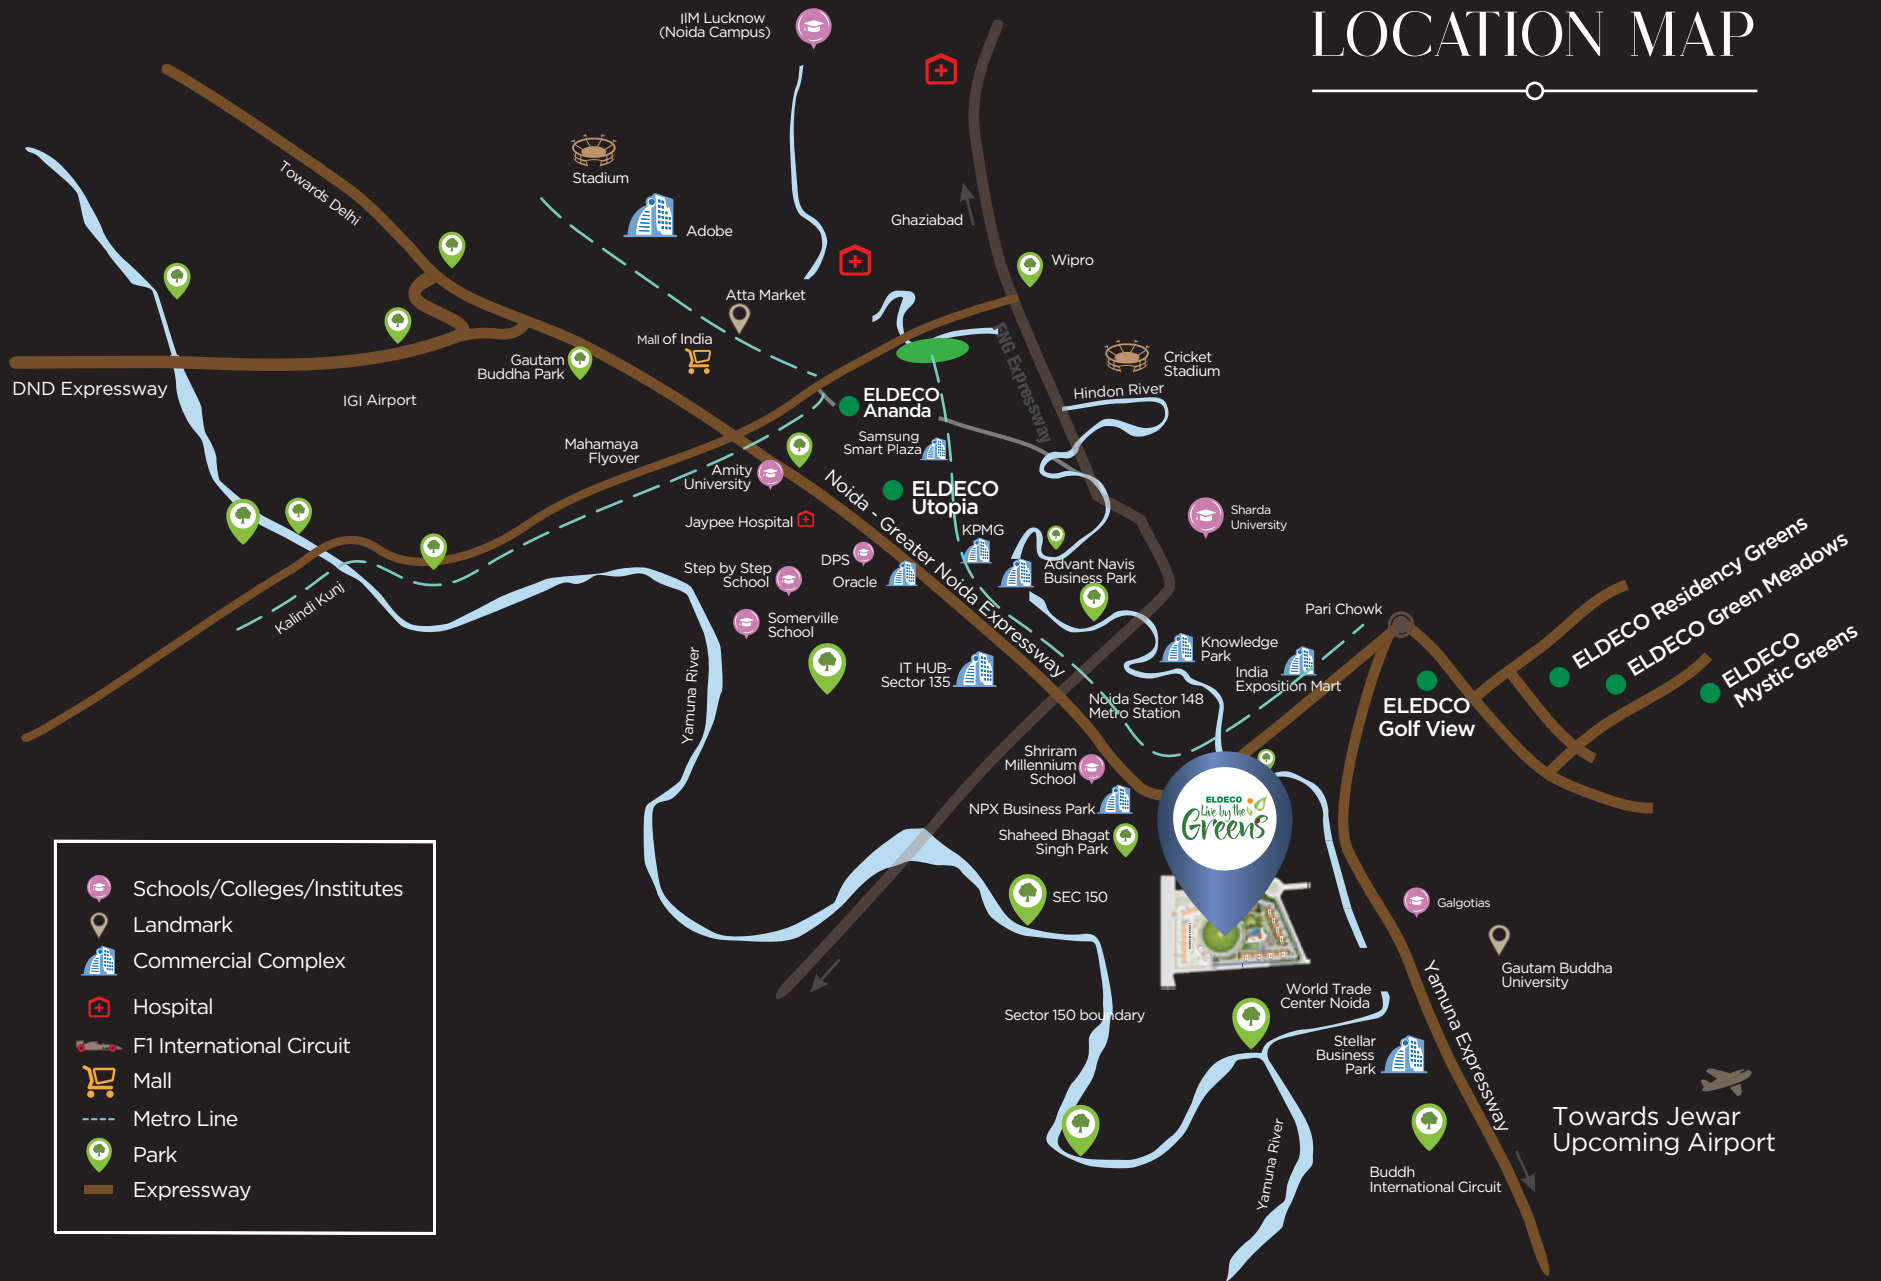 LOCATION MAP
IIM Lucknow
(Noida Campus)
Towards Delhi
Stadium
Adobe
Ghaziabad
Wipro
Atta Market
Mall of India
Gautam
Buddha Park
DND Expressway
IGI Airport
FNG Expressway
Cricket
Stadium
Hindon River
ELDECO
Ananda
Samsung
Smart Plaza
Mahamaya
Flyover
Amity
University
Noida - Greater Noida Expressway
ELDECO
Utopia
Jaypee Hospital
KPMG
Sharda
University
DPS
Oracle
Step by Step
School
Advant Navis
Business Park
Kalindi Kunj
Somerville
School
Pari Chowk
ELDECO Residency Greens
ELDECO Green Meadows
ELDECO
Mystic Greens
Knowledge
Park
India
Exposition Mart
IT HUB-
Sector 135
Yamuna River
Noida Sector 148
Metro Station
ELEDCO
Golf View
Shriram
Millennium
School
NPX Business Park
Shaheed Bhagat
Singh Park
ELDECO
Live by the
Greens
SEC 150
Galgotias
Gautam Buddha
University
World Trade
Center Noida
Sector 150 boundary
Stellar
Business
Park
Yamuna Expressway
Towards Jewar
Upcoming Airport
Yamuna River
Buddh
International Circuit
Schools/Colleges/Institutes
Landmark
Commercial Complex
Hospital
F1 International Circuit
Mall
Metro Line
Park
Expressway